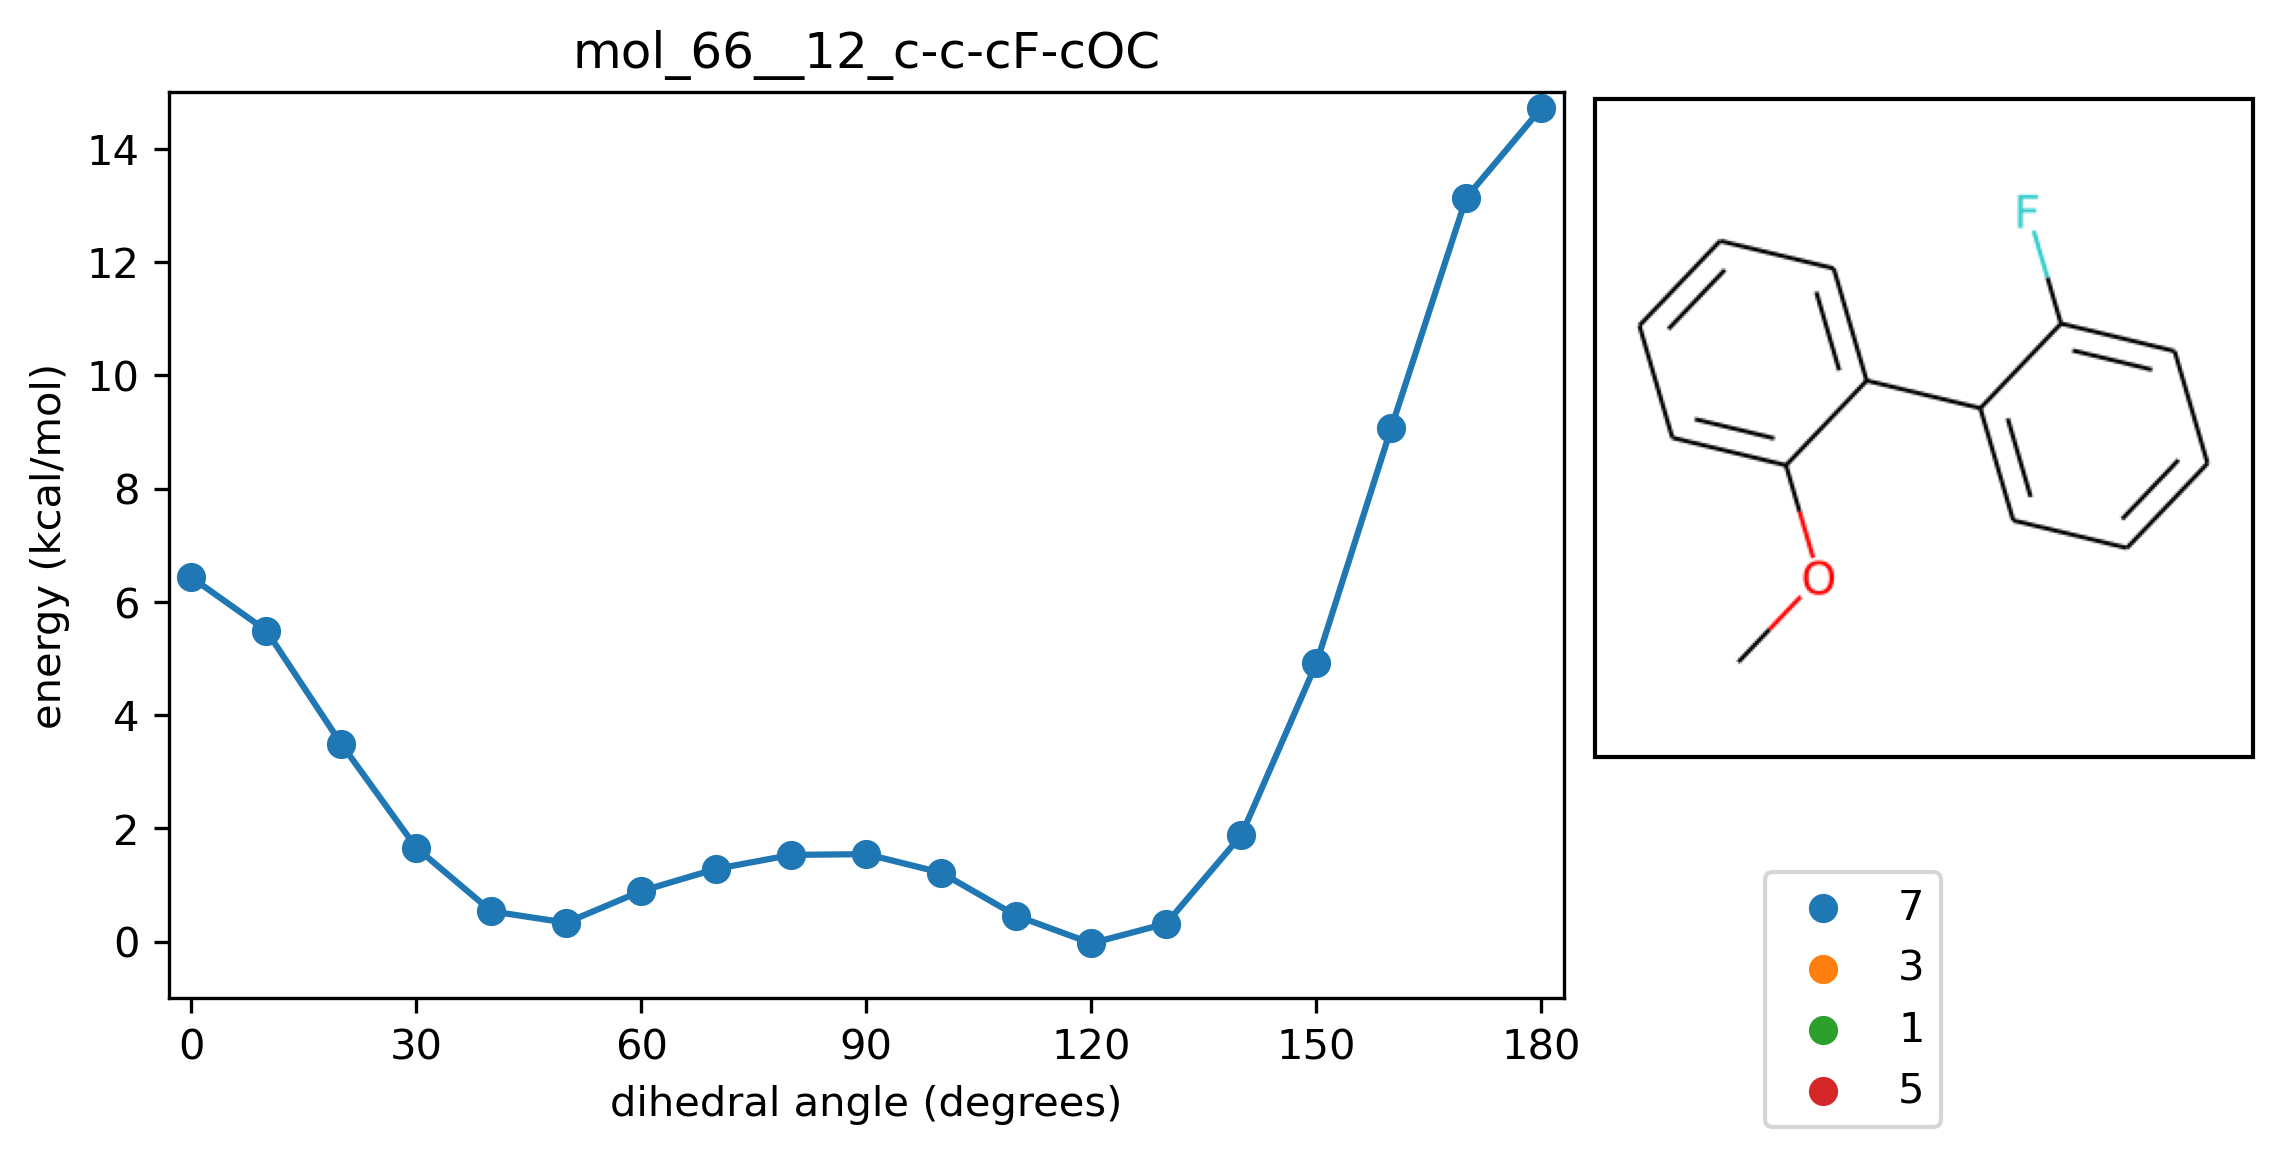 mol_66__12_c-c-cF-cOC
14
12
10
8
6
4
2
0
energy (kcal/mol)
0 30 60 90 120 150 180
dihedral angle (degrees)
F
O
7
3
1
5